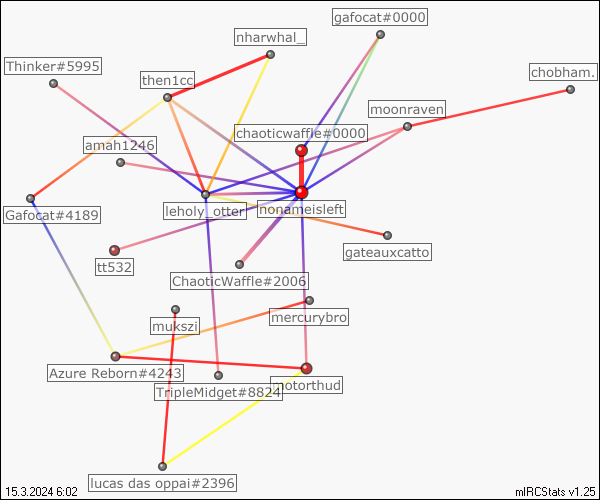 gafocat#0000
nharwhal_
Thinker#5995
chobham.
then1cc
moonraven
chaoticwaffle#0000
amah1246
Gafocat#4189
leholy_otter
nonameisleft
gateauxcatto
tt532
ChaoticWaffle#2006
mercurybro
mukszi
Azure Reborn#4243
TripleMidget#8824
motorthud
lucas das oppai#2396
15.3.2024 6:02
mIRCStats v1.25